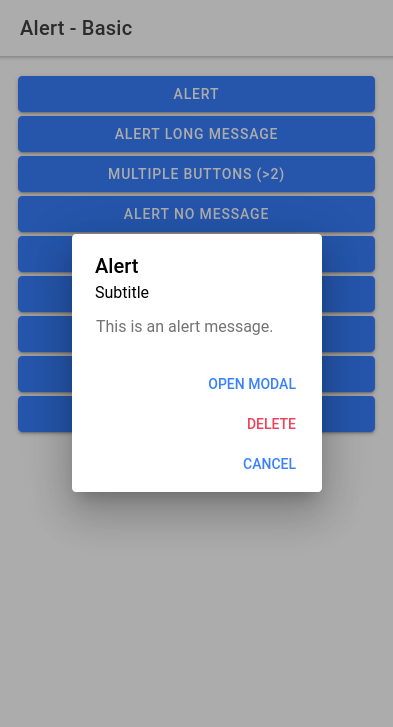 Alert - Basic
ALERT
ALERT LONG MESSAGE
MULTIPLE BUTTONS (>2)
ALERT NO MESSAGE
Alert
Subtitle
This is an alert message.
OPEN MODAL
DELETE
CANCEL